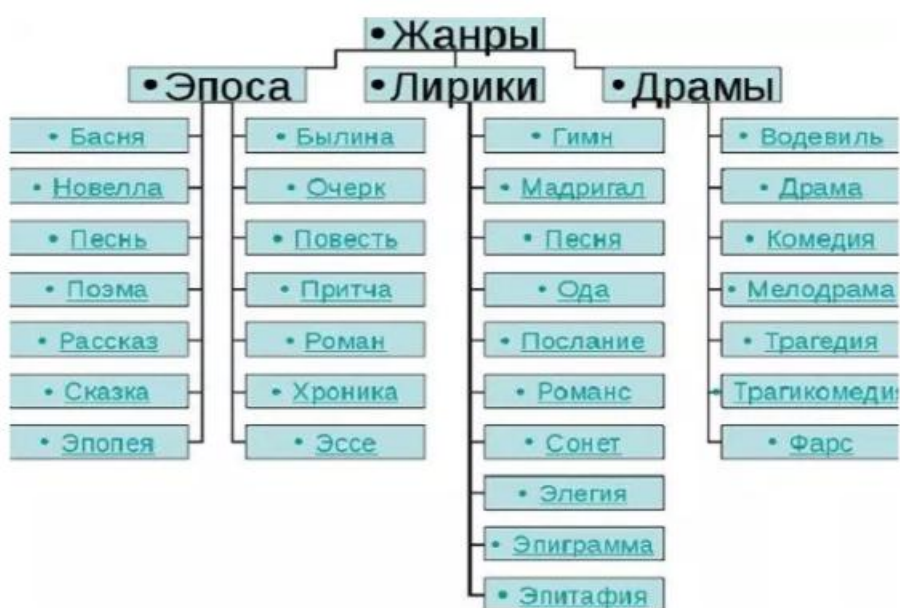 • Жанры
• Эпоса
• Лирики
• Драмы
• Басня
• Новелла
• Песнь
• Поэма
• Рассказ
• Сказка
• Эпопея
• Былина
• Очерк
• Повесть
• Притча
• Роман
• Хроника
• Эссе
• Гимн
• Мадригал
• Песня
• Ода
• Послание
• Романс
• Сонет
• Элегия
• Эпиграмма
• Эпитафия
• Водевиль
• Драма
• Комедия
• Мелодрама
• Трагедия
• Трагикомедия
• Фарс